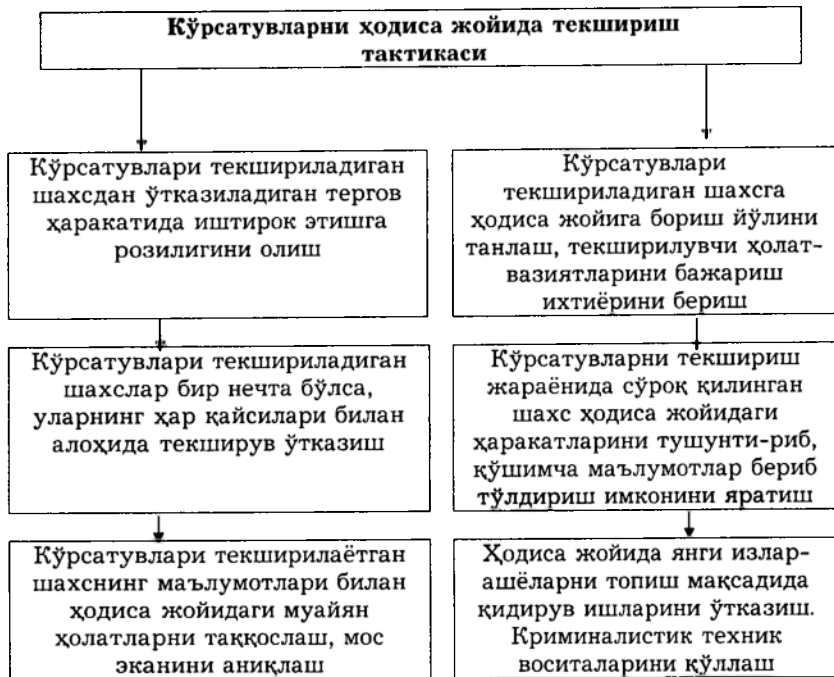 Кўрсатувларни ҳодиса жойида текшириш
тактикаси
Кўрсатувлари текшириладиган
шахсдан ўтказиладиган тергов
ҳаракатида иштирок этишга
розилигини олиш
Кўрсатувлари
текшириладиган шахсга
ҳодиса жойига бориш йўлини
танлаш, текширилувчи ҳолат-
вазиятларини бажариш
ихтиёрини бериш
Кўрсатувлари текшириладиган
шахслар бир нечта бўлса,
уларнинг ҳар қайсилари билан
алоҳида текширув ўтказиш
Кўрсатувларни текшириш
жараёнида сўроқ қилинган
шахс ҳодиса жойидаги
ҳаракатларини тушунти-риб,
қўшимча маълумотлар бериб
тўлдириш имконини яратиш
Кўрсатувлари текширилаётган
шахснинг маълумотлари билан
ҳодиса жойидаги муайян
ҳолатларни таққослаш, мос
эканини аниқлаш
Ҳодиса жойида янги излар-
ашёларни топиш мақсадида
қидирув ишларини ўтказиш.
Криминалистик техник
воситаларини қўллаш